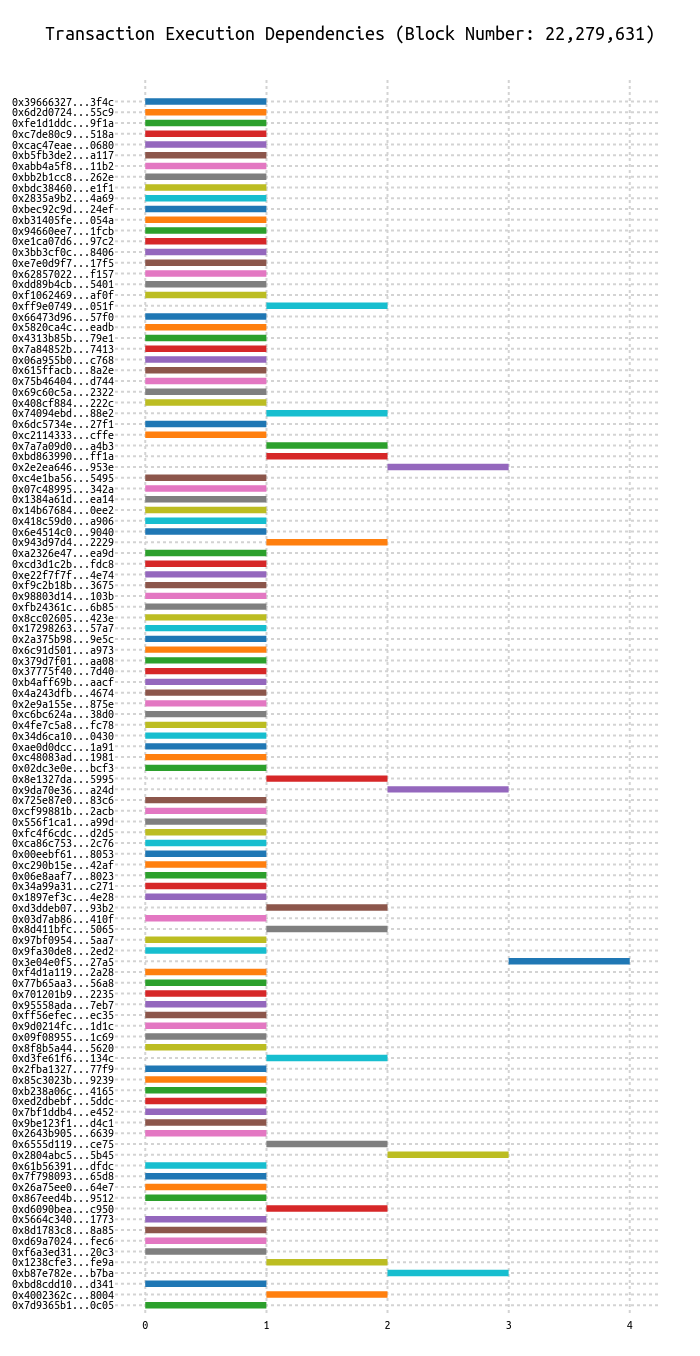 Transaction Execution Dependencies (Block Number: 22,279,631)
0x39666327...3f4c
0x6d2d0724...55c9
0xfe1d1ddc...9f1a
0xc7de80c9...518a
0xcac47eae...0680
0xb5fb3de2...a117
0xabb4a5f8...11b2
0xbb2b1cc8...262e
0xbdc38460...e1f1
0x2835a9b2...4a69
0xbec92c9d...24ef
0xb31405fe...054a
0x94660ee7...1fcb
0xe1ca07d6...97c2
0x3bb3cf0c...8406
0xe7e0d9f7...17f5
0x62857022...f157
0xdd89b4cb...5401
0xf1062469...af0f
0xff9e0749...051f
0x66473d96...57f0
0x5820ca4c...eadb
0x4313b85b...79e1
0x7a84852b...7413
0x06a955b0...c768
0x615ffacb...8a2e
0x75b46404...d744
0x69c60c5a...2322
0x408cf884...222c
0x74094ebd...88e2
0x6dc5734e...27f1
0xc2114333...cffe
0x7a7a09d0...a4b3
0xbd863990...ff1a
0x2e2ea646...953e
0xc4e1ba56...5495
0x07c48995...342a
0x1384a61d...ea14
0x14b67684...0ee2
0x418c59d0...a906
0x6e4514c0...9040
0x943d97d4...2229
0xa2326e47...ea9d
0xcd3d1c2b...fdc8
0xe22f7f7f...4e74
0xf9c2b18b...3675
0x98803d14...103b
0xfb24361c...6b85
0x8cc02605...423e
0x17298263...57a7
0x2a375b98...9e5c
0x6c91d501...a973
0x379d7f01...aa08
0x37775f40...7d40
0xb4aff69b...aacf
0x4a243dfb...4674
0x2e9a155e...875e
0xc6bc624a...38d0
0x4fe7c5a8...fc78
0x34d6ca10...0430
0xae0d0dcc...1a91
0xc48083ad...1981
0x02dc3e0e...bcf3
0x8e1327da...5995
0x9da70e36...a24d
0x725e87e0...83c6
0xcf99881b...2acb
0x556f1ca1...a99d
0xfc4f6cdc...d2d5
0xca86c753...2c76
0x00eebf61...8053
0xc290b15e...42af
0x06e8aaf7...8023
0x34a99a31...c271
0x1897ef3c...4e28
0xd3ddeb07...93b2
0x03d7ab86...410f
0x8d411bfc...5065
0x97bf0954...5aa7
0x9fa30de8...2ed2
0x3e04e0f5...27a5
0xf4d1a119...2a28
0x77b65aa3...56a8
0x701201b9...2235
0x95558ada...7eb7
0xff56efec...ec35
0x9d0214fc...1d1c
0x09f08955...1c69
0x8f8b5a44...5620
0xd3fe61f6...134c
0x2fba1327...77f9
0x85c3023b...9239
0xb238a06c...4165
0xed2dbebf...5ddc
0x7bf1ddb4...e452
0x9be123f1...d4c1
0x2643b905...6639
0x6555d119...ce75
0x2804abc5...5b45
0x61b56391...dfdc
0x7f798093...65d8
0x26a75ee0...64e7
0x867eed4b...9512
0xd6090bea...c950
0x5664c340...1773
0x8d1783c8...8a85
0xd69a7024...fec6
0xf6a3ed31...20c3
0x1238cfe3...fe9a
0xb87e782e...b7ba
0xbd8cdd10...d341
0x4002362c...8004
0x7d9365b1...0c05
0 1 2 3 4